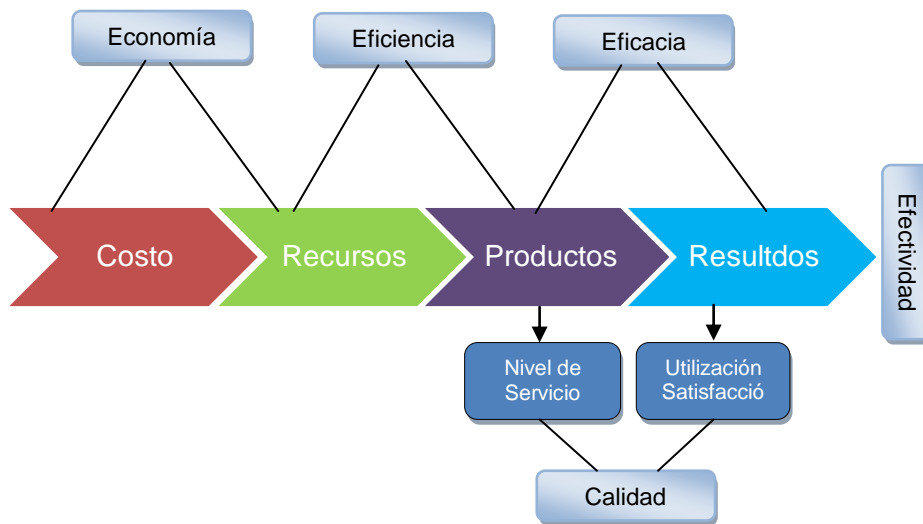 Economía
Eficiencia
Eficacia
Costo
Recursos
Productos
Resultdos
Efectividad
Nivel de
Servicio
Utilización
Satisfacció
Calidad